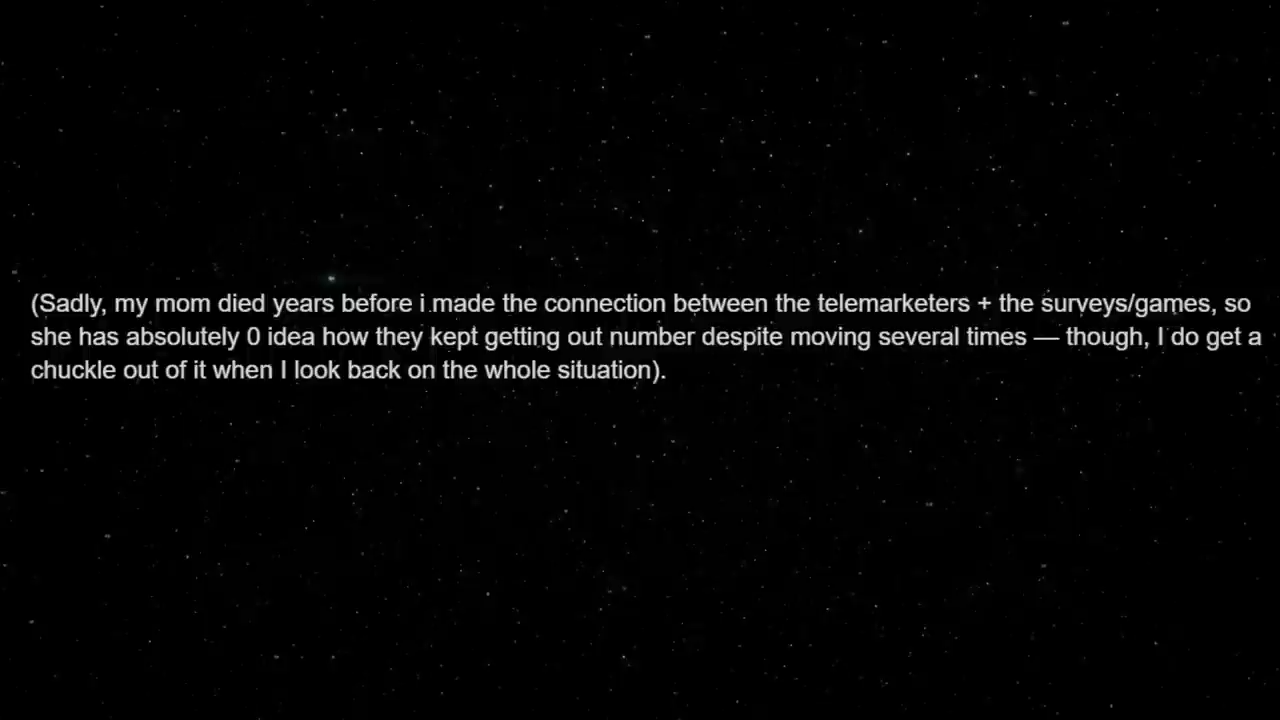 (Sadly, my mom died years before i made the connection between the telemarketers + the surveys/games, so
she has absolutely 0 idea how they kept getting out number despite moving several times — though, I do get a
chuckle out of it when I look back on the whole situation).